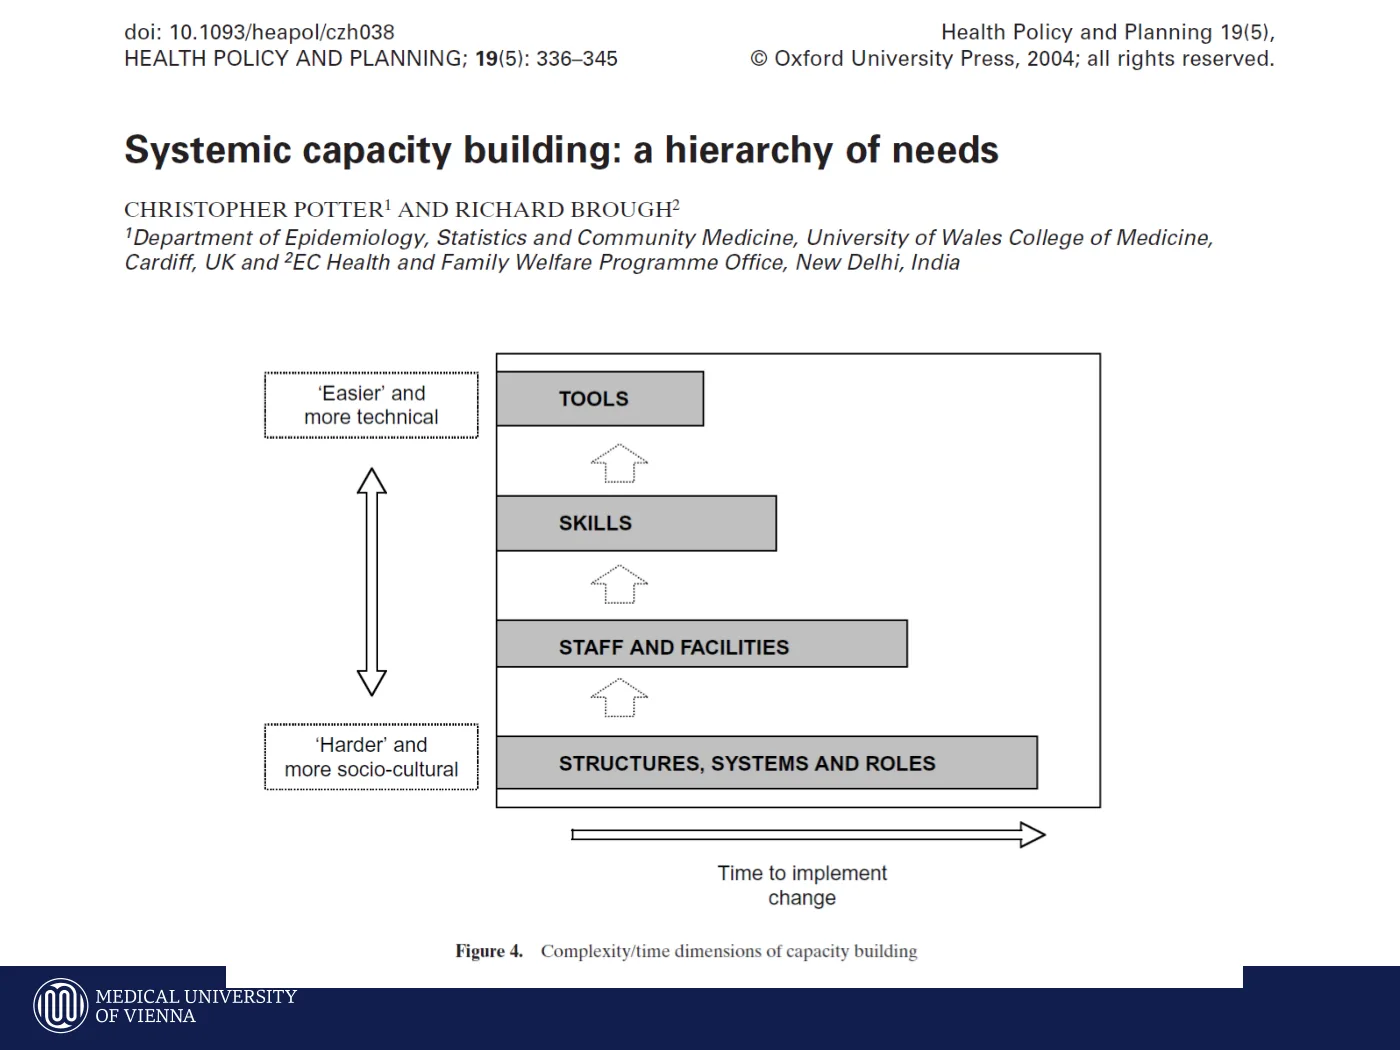 doi: 10.1093/heapol/czh038
HEALTH POLICY AND PLANNING; 19(5): 336–345
Health Policy and Planning 19(5),
© Oxford University Press, 2004; all rights reserved.
Systemic capacity building: a hierarchy of needs
CHRISTOPHER POTTER¹ AND RICHARD BROUGH²
¹Department of Epidemiology, Statistics and Community Medicine, University of Wales College of Medicine,
Cardiff, UK and ²EC Health and Family Welfare Programme Office, New Delhi, India
‘Easier’ and
more technical
TOOLS
SKILLS
STAFF AND FACILITIES
‘Harder’ and
more socio-cultural
STRUCTURES, SYSTEMS AND ROLES
Time to implement
change
Figure 4. Complexity/time dimensions of capacity building
MEDICAL UNIVERSITY
OF VIENNA